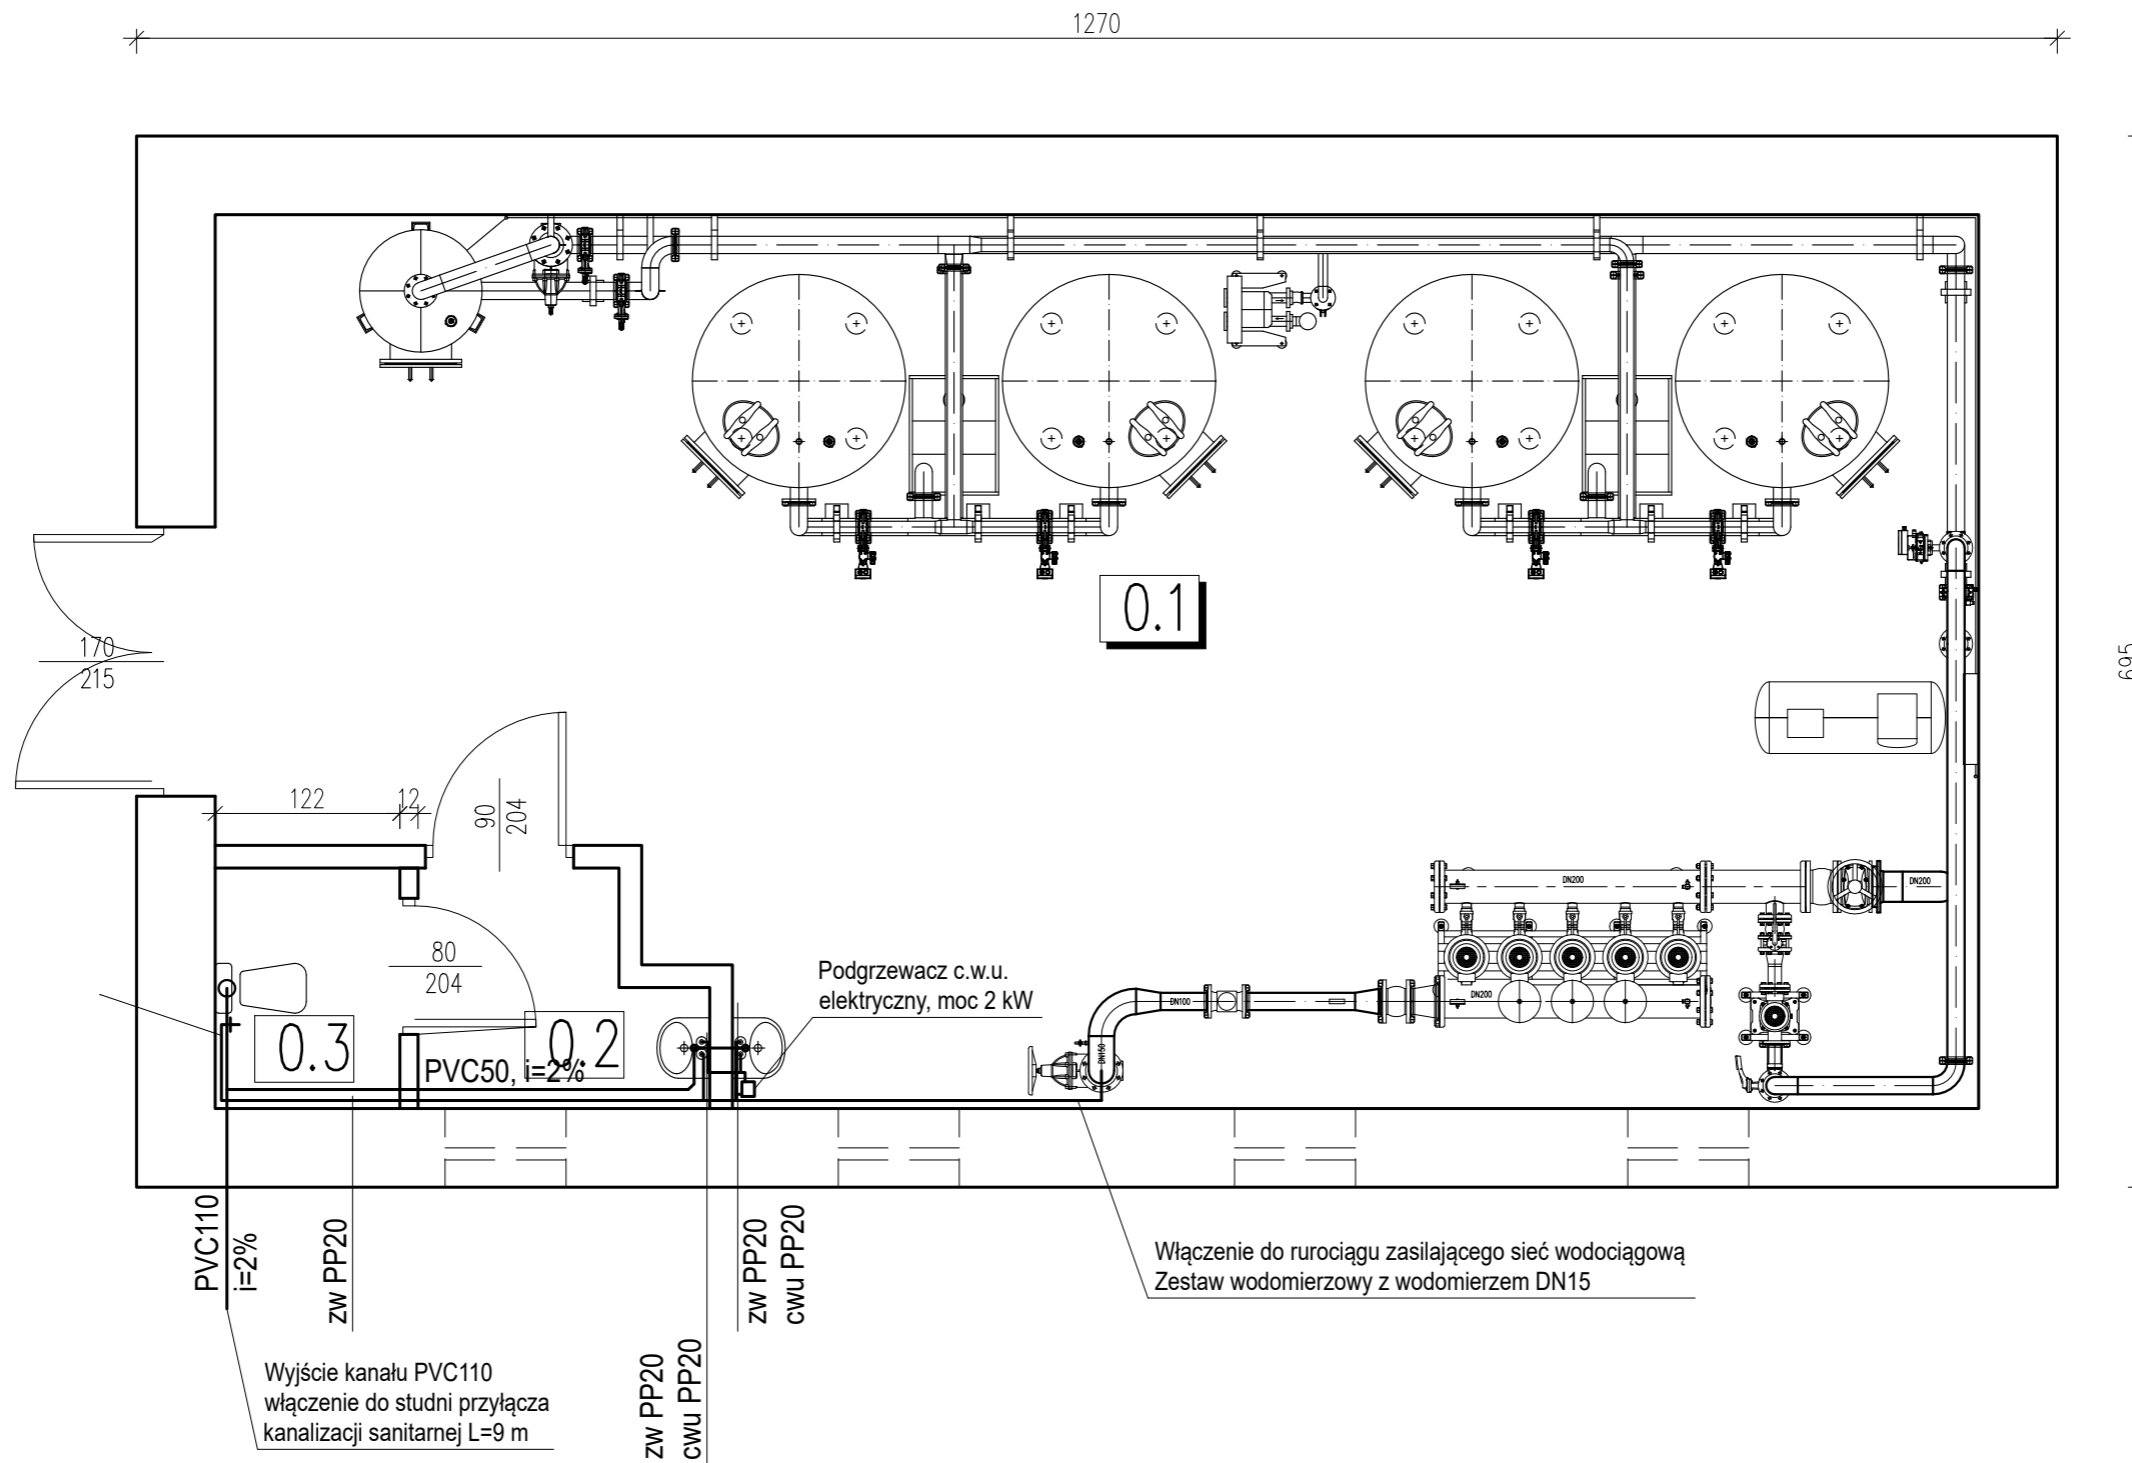 1270
695
170
215
0.1
122
12
90
204
80
204
0.3
0.2
PVC50, i=2%
Podgrzewacz c.w.u.
elektryczny, moc 2 kW
DN200
DN200
DN200
DN100
DN150
PVC110
i=2%
zw PP20
zw PP20
cwu PP20
zw PP20
cwu PP20
Włączenie do rurociągu zasilającego sieć wodociągową
Zestaw wodomierzowy z wodomierzem DN15
Wyjście kanału PVC110
włączenie do studni przyłącza
kanalizacji sanitarnej L=9 m